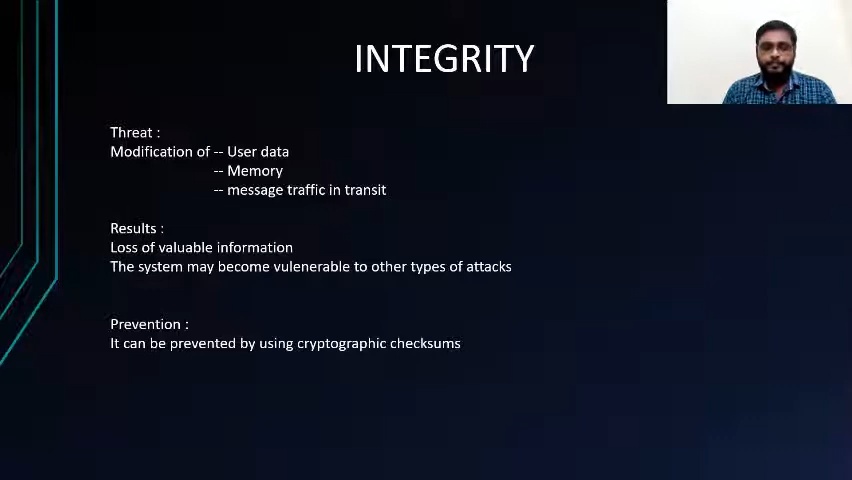 INTEGRITY
Threat :
Modification of -- User data
-- Memory
-- message traffic in transit
Results :
Loss of valuable information
The system may become vulenerable to other types of attacks
Prevention :
It can be prevented by using cryptographic checksums